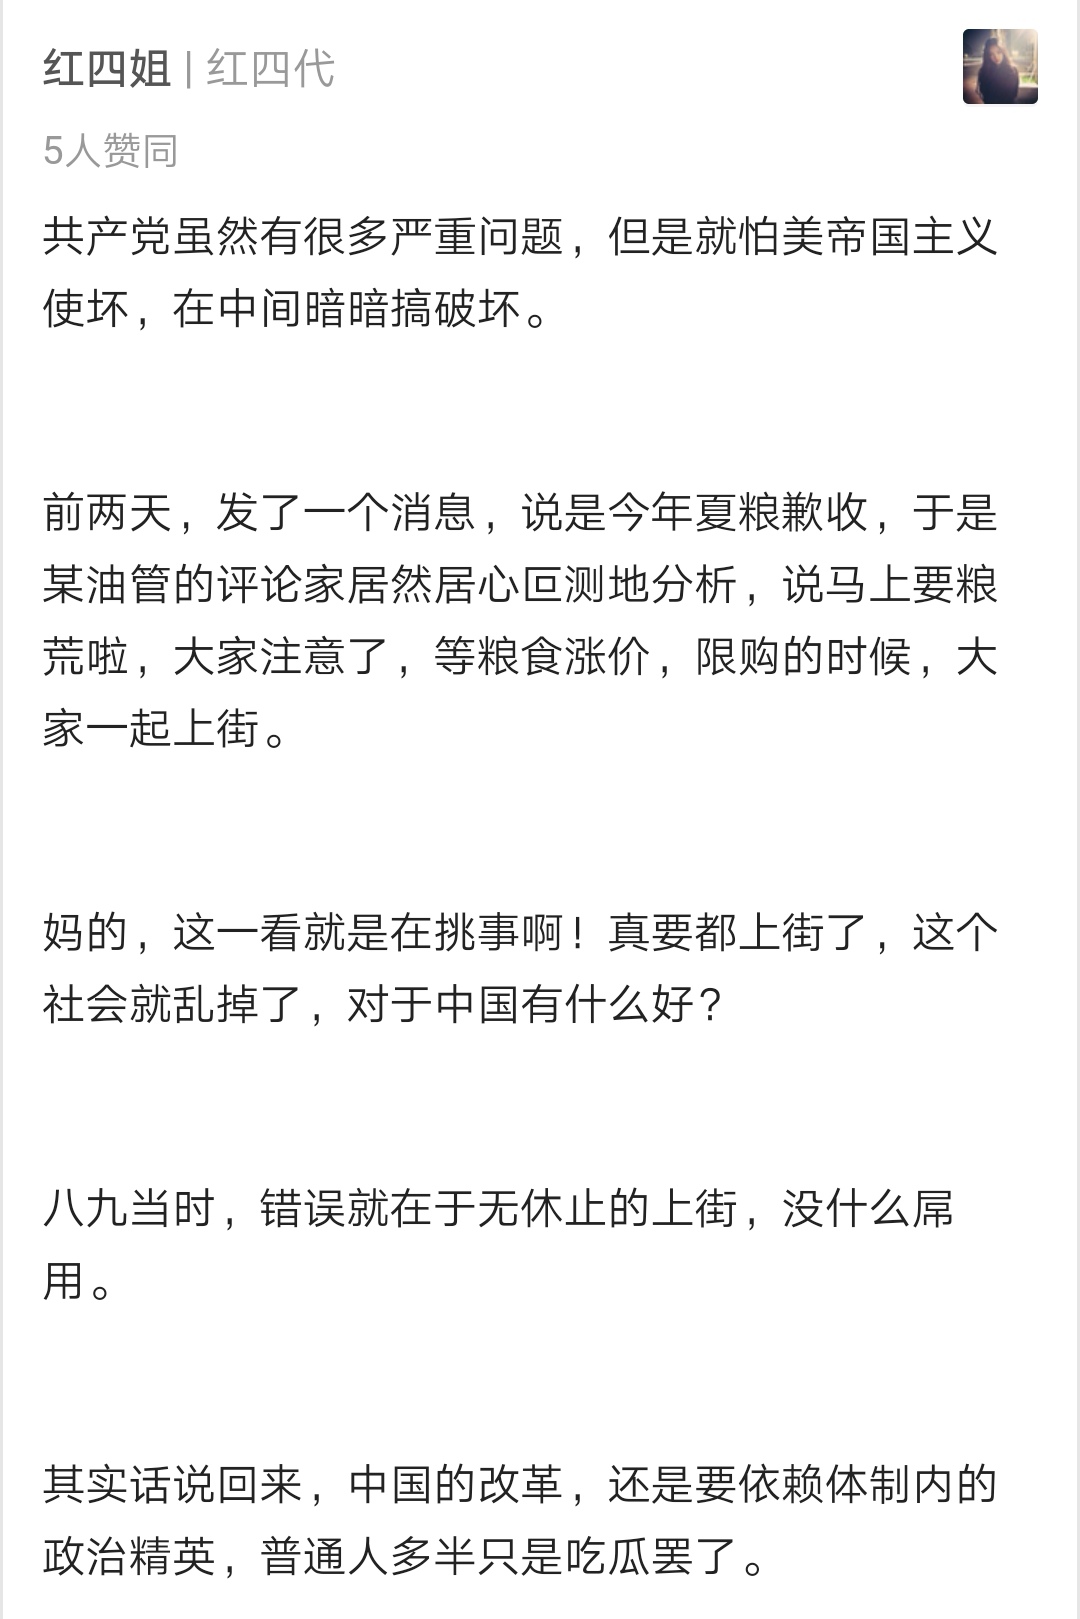 红四姐 | 红四代
5人赞同
共产党虽然有很多严重问题，但是就怕美帝国主义
使坏，在中间暗暗搞破坏。
前两天，发了一个消息，说是今年夏粮歉收，于是
某油管的评论家居然居心叵测地分析，说马上要粮
荒啦，大家注意了，等粮食涨价，限购的时候，大
家一起上街。
妈的，这一看就是在挑事啊！真要都上街了，这个
社会就乱掉了，对于中国有什么好？
八九当时，错误就在于无休止的上街，没什么屌
用。
其实话说回来，中国的改革，还是要依赖体制内的
政治精英，普通人多半只是吃瓜罢了。